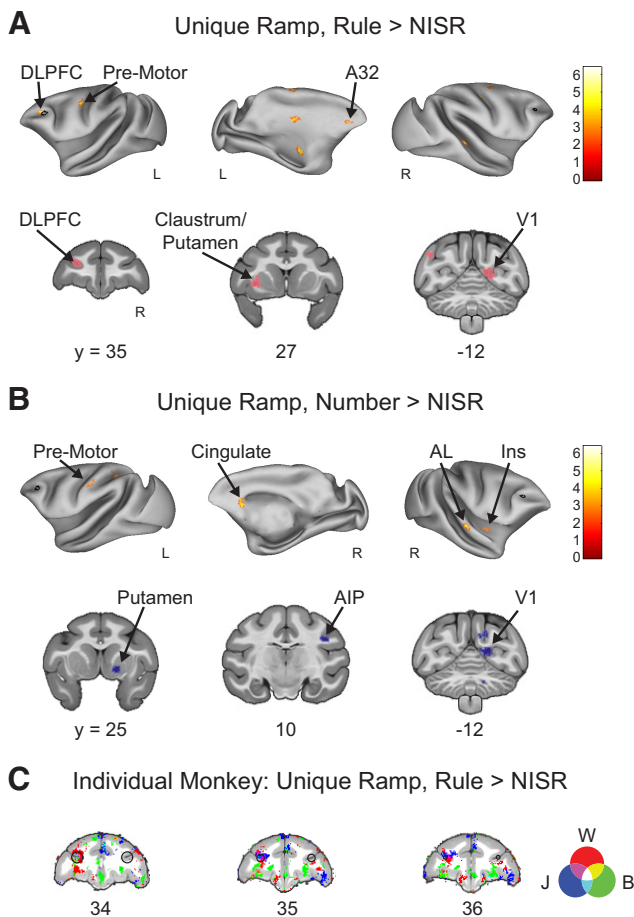 A
Unique Ramp, Rule > NISR
DLPFC Pre-Motor A32
6
5
4
3
2
1
0
L L R
DLPFC Claustrum/ Putamen V1
R
y = 35 27 -12
B
Unique Ramp, Number > NISR
Pre-Motor Cingulate AL Ins
6
5
4
3
2
1
0
L R R
Putamen AIP V1
y = 25 10 -12
C
Individual Monkey: Unique Ramp, Rule > NISR
W
J B
34 35 36